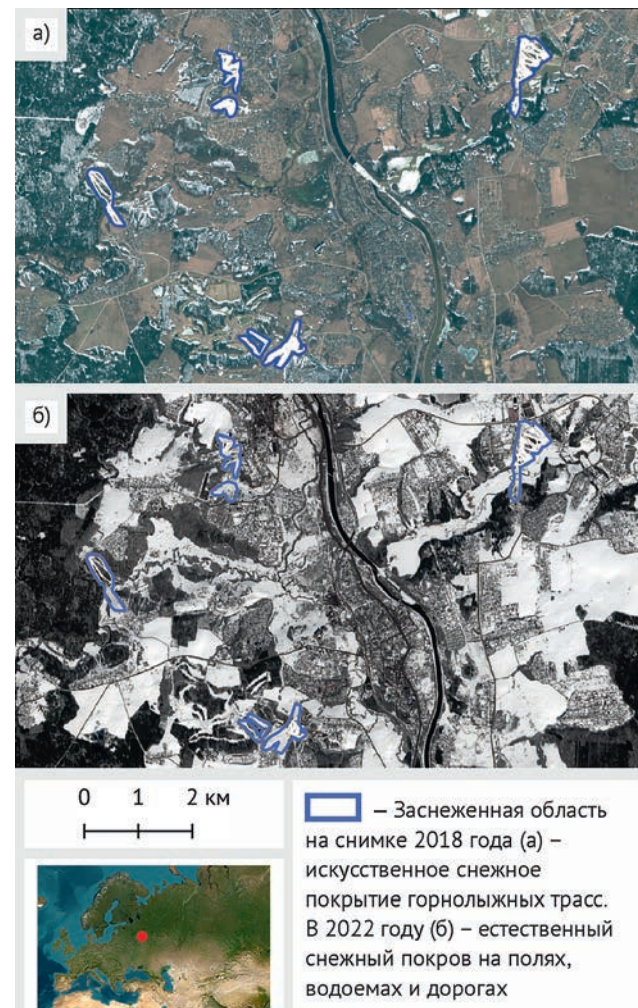 а)
б)
0 1 2 км
– Заснеженная область
на снимке 2018 года (а) –
искусственное снежное
покрытие горнолыжных трасс.
В 2022 году (б) – естественный
снежный покров на полях,
водоемах и дорогах